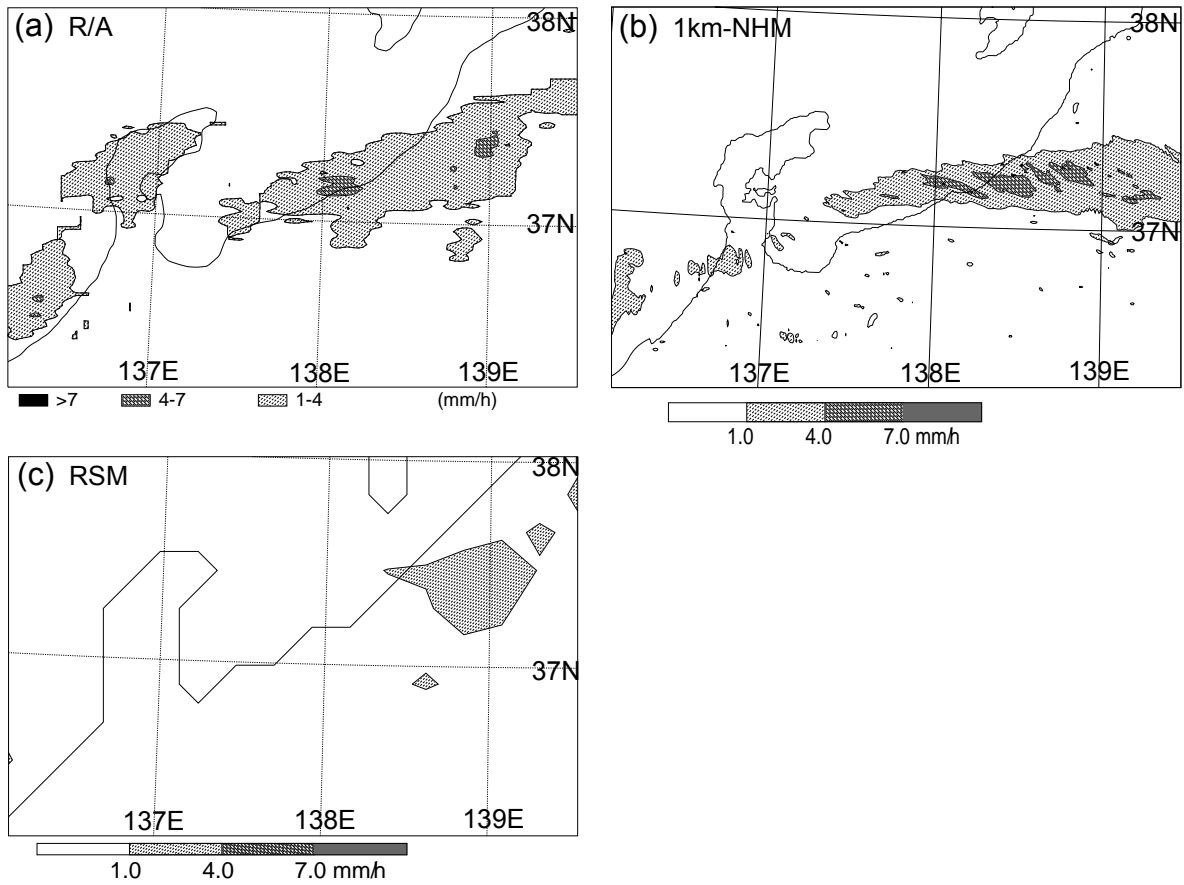 (a) R/A
38N
37N
137E 138E 139E
>7 4-7 1-4 (mm/h)
(b) 1km-NHM
38N
37N
137E 138E 139E
1.0 4.0 7.0 mm/h
(c) RSM
38N
37N
137E 138E 139E
1.0 4.0 7.0 mm/h